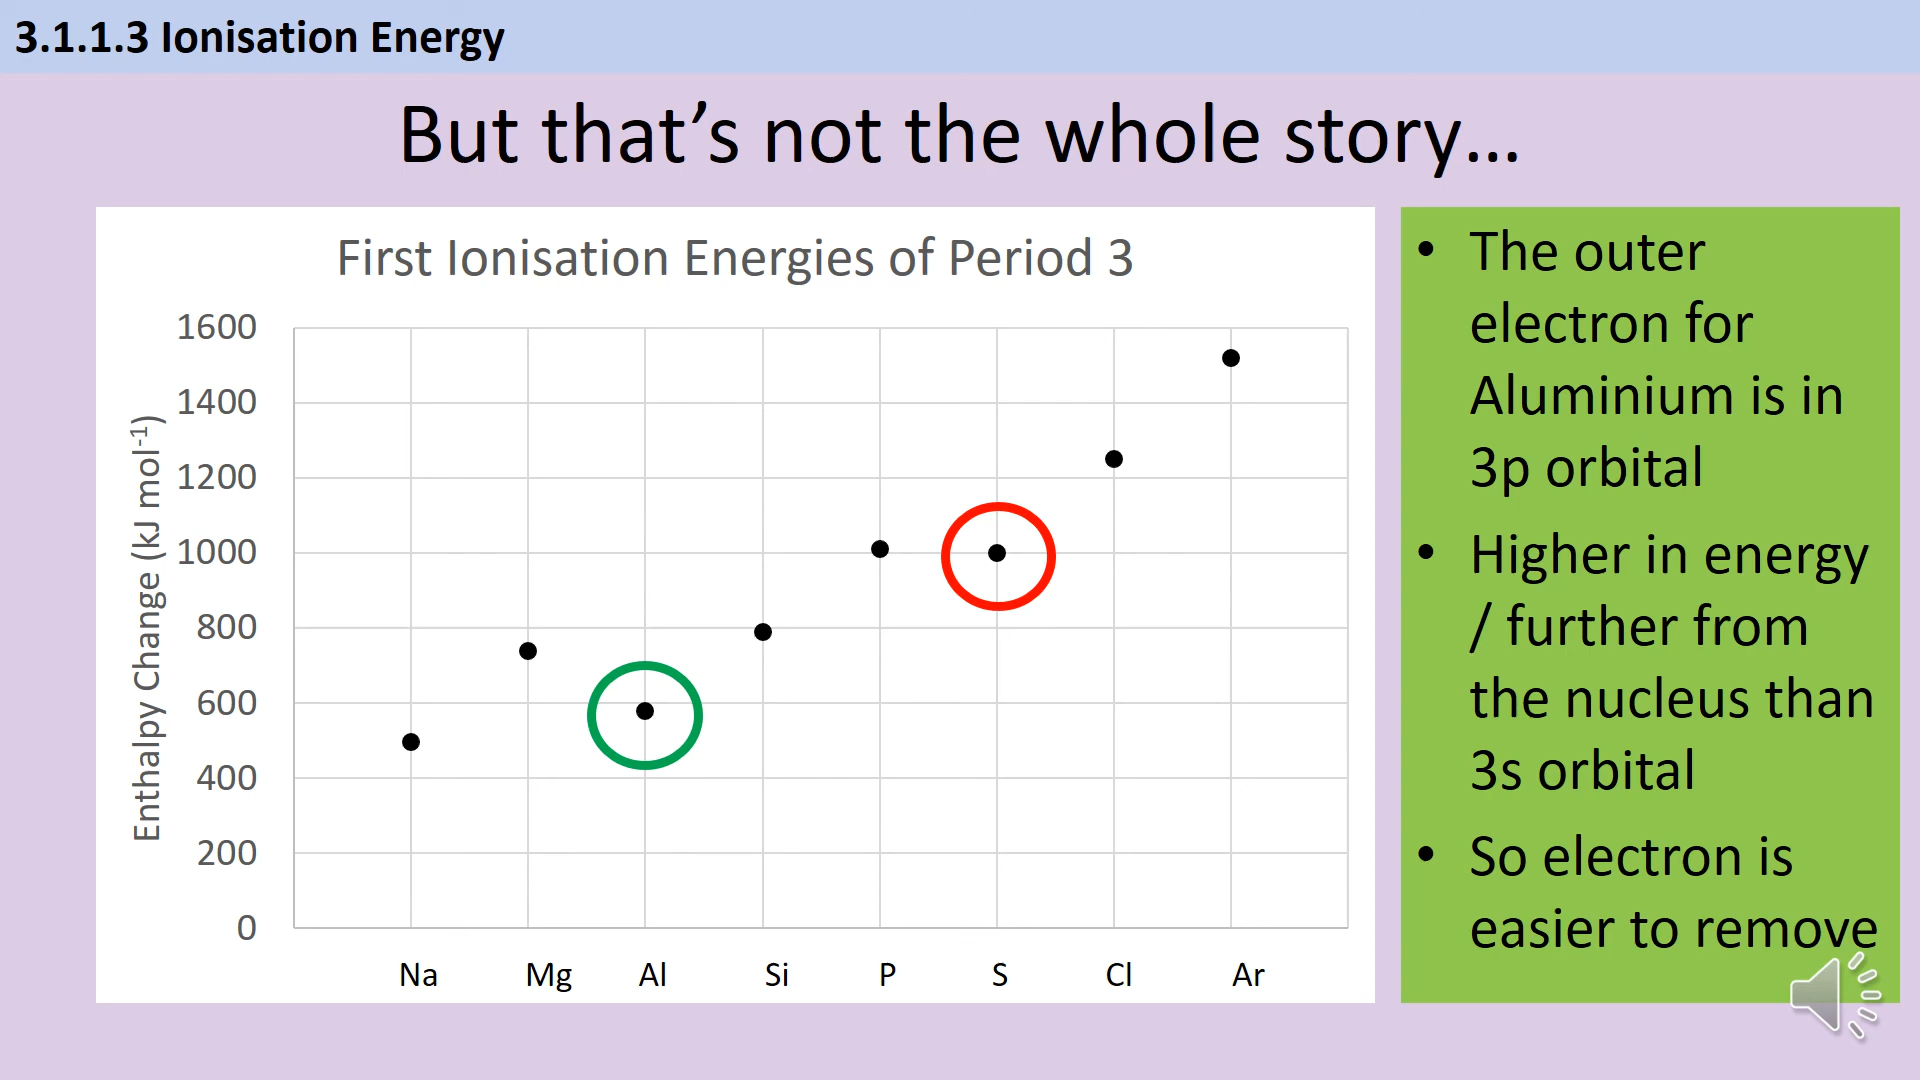 3.1.1.3 Ionisation Energy
But that’s not the whole story…
First Ionisation Energies of Period 3
Enthalpy Change (kJ mol-1)
1600
1400
1200
1000
800
600
400
200
0
Na Mg Al Si P S Cl Ar
• The outer
electron for
Aluminium is in
3p orbital
• Higher in energy
/ further from
the nucleus than
3s orbital
• So electron is
easier to remove